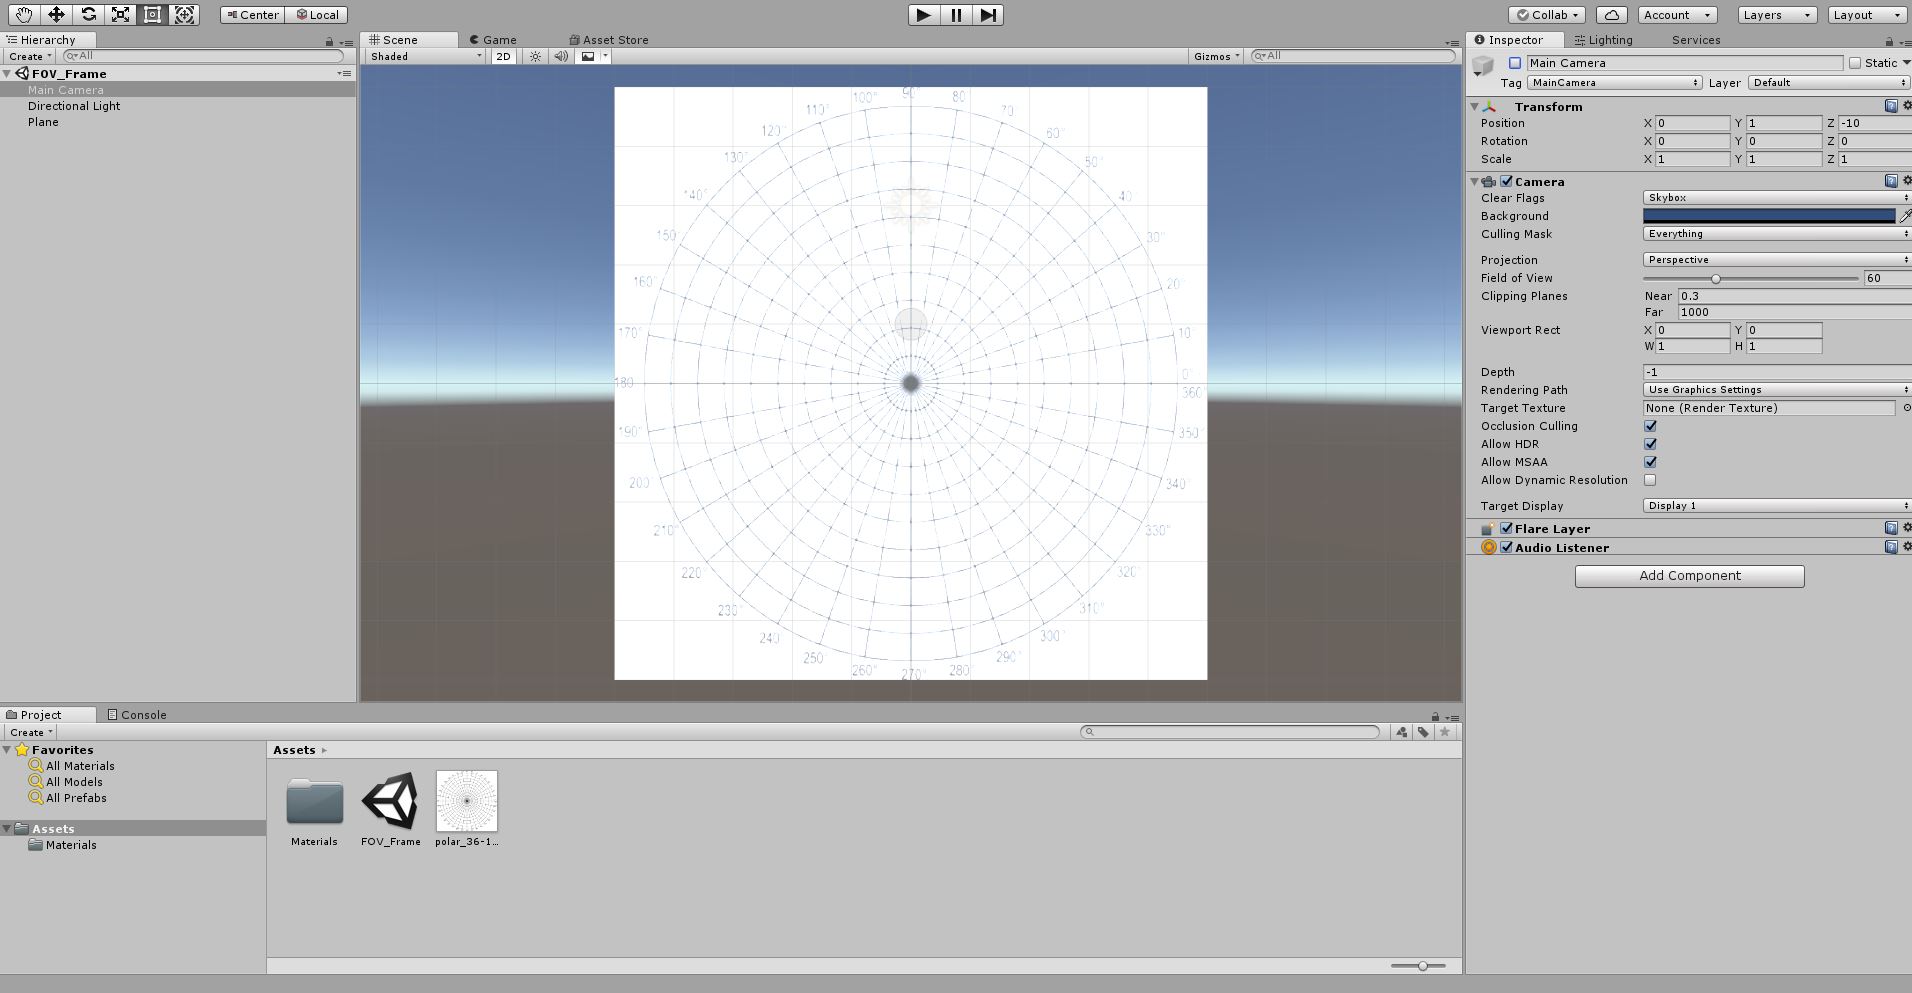 Center Local Collab Account Layers Layout
Hierarchy
Create All
FOV_Frame
Main Camera
Directional Light
Plane
Scene Game Asset Store
Shaded 2D Gizmos All
90°
100° 80
110° 70
120° 60°
130° 50°
140° 40
150 30°
160° 20°
170° 10
180 0°
360°
190° 350°
200° 340°
210° 330°
220 320°
230° 310°
240 300°
250° 290°
260° 270° 280
Inspector Lighting Services
Main Camera Static
Tag MainCamera Layer Default
Transform
Position X 0 Y 1 Z -10
Rotation X 0 Y 0 Z 0
Scale X 1 Y 1 Z 1
Camera
Clear Flags Skybox
Background
Culling Mask Everything
Projection Perspective
Field of View 60
Clipping Planes Near 0.3
Far 1000
Viewport Rect X 0 Y 0
W 1 H 1
Depth -1
Rendering Path Use Graphics Settings
Target Texture None (Render Texture)
Occlusion Culling
Allow HDR
Allow MSAA
Allow Dynamic Resolution
Target Display Display 1
Flare Layer
Audio Listener
Add Component
Project Console
Create
Favorites
All Materials
All Models
All Prefabs
Assets
Materials
Assets
Materials FOV_Frame polar_36-1...